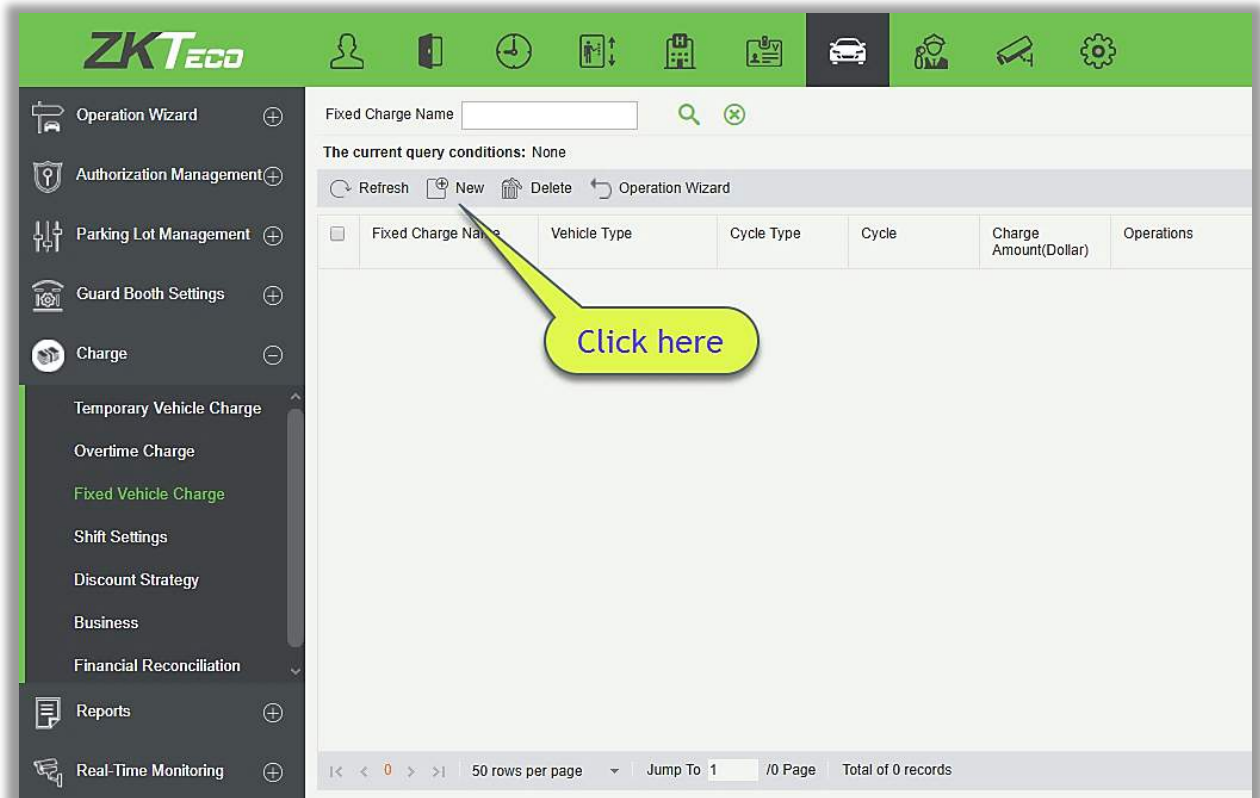 ZKTECO
Operation Wizard
Authorization Management
Parking Lot Management
Guard Booth Settings
Charge
Temporary Vehicle Charge
Overtime Charge
Fixed Vehicle Charge
Shift Settings
Discount Strategy
Business
Financial Reconciliation
Reports
Real-Time Monitoring
Fixed Charge Name
The current query conditions: None
Refresh New Delete Operation Wizard
Fixed Charge Name Vehicle Type Cycle Type Cycle Charge Operations
Amount(Dollar)
Click here
|< < 0 > >| 50 rows per page Jump To 1 /0 Page Total of 0 records